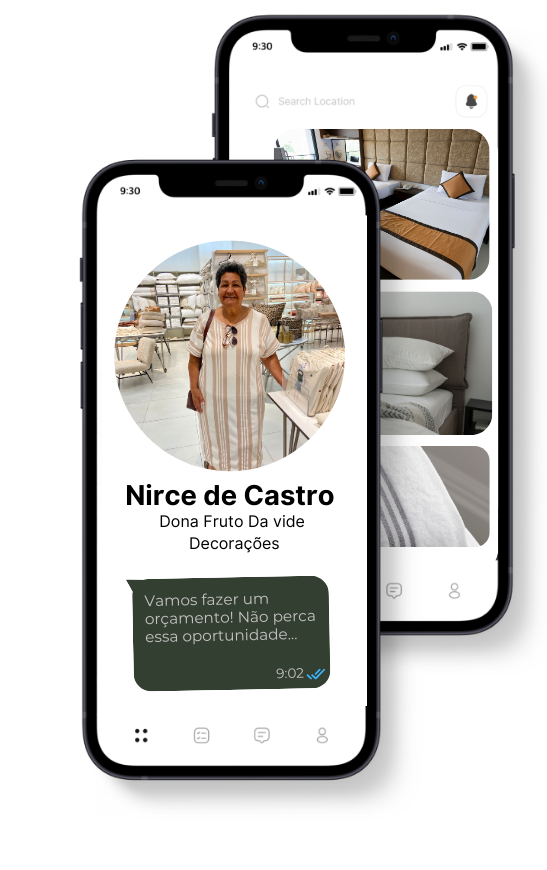 9:30
Search Location
9:30
Nirce de Castro
Dona Fruto Da vide
Decorações
Vamos fazer um
orçamento! Não perca
essa oportunidade...
9:02